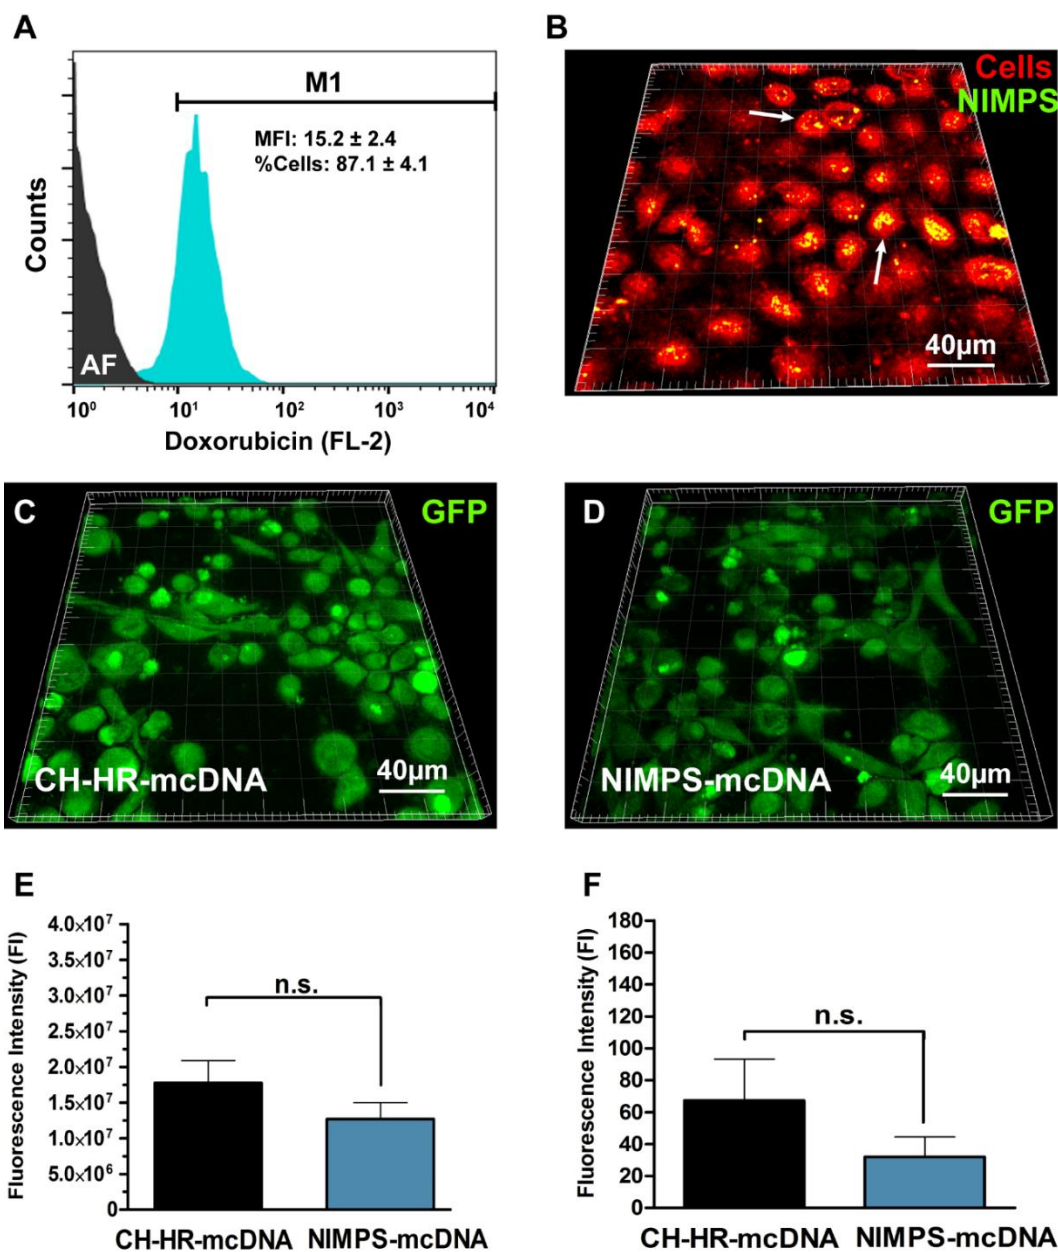 A
M1
MFI: 15.2 ± 2.4
%Cells: 87.1 ± 4.1
Counts
AF
10⁰ 10¹ 10² 10³ 10⁴
Doxorubicin (FL-2)
B
Cells
NIMPS
40µm
C
GFP
CH-HR-mcDNA
40µm
D
GFP
NIMPS-mcDNA
40µm
E
Fluorescence Intensity (FI)
4.0×10⁷
3.5×10⁷
3.0×10⁷
2.5×10⁷
2.0×10⁷
1.5×10⁷
1.0×10⁷
5.0×10⁶
0
n.s.
CH-HR-mcDNA NIMPS-mcDNA
F
Fluorescence Intensity (FI)
180
160
140
120
100
80
60
40
20
0
n.s.
CH-HR-mcDNA NIMPS-mcDNA